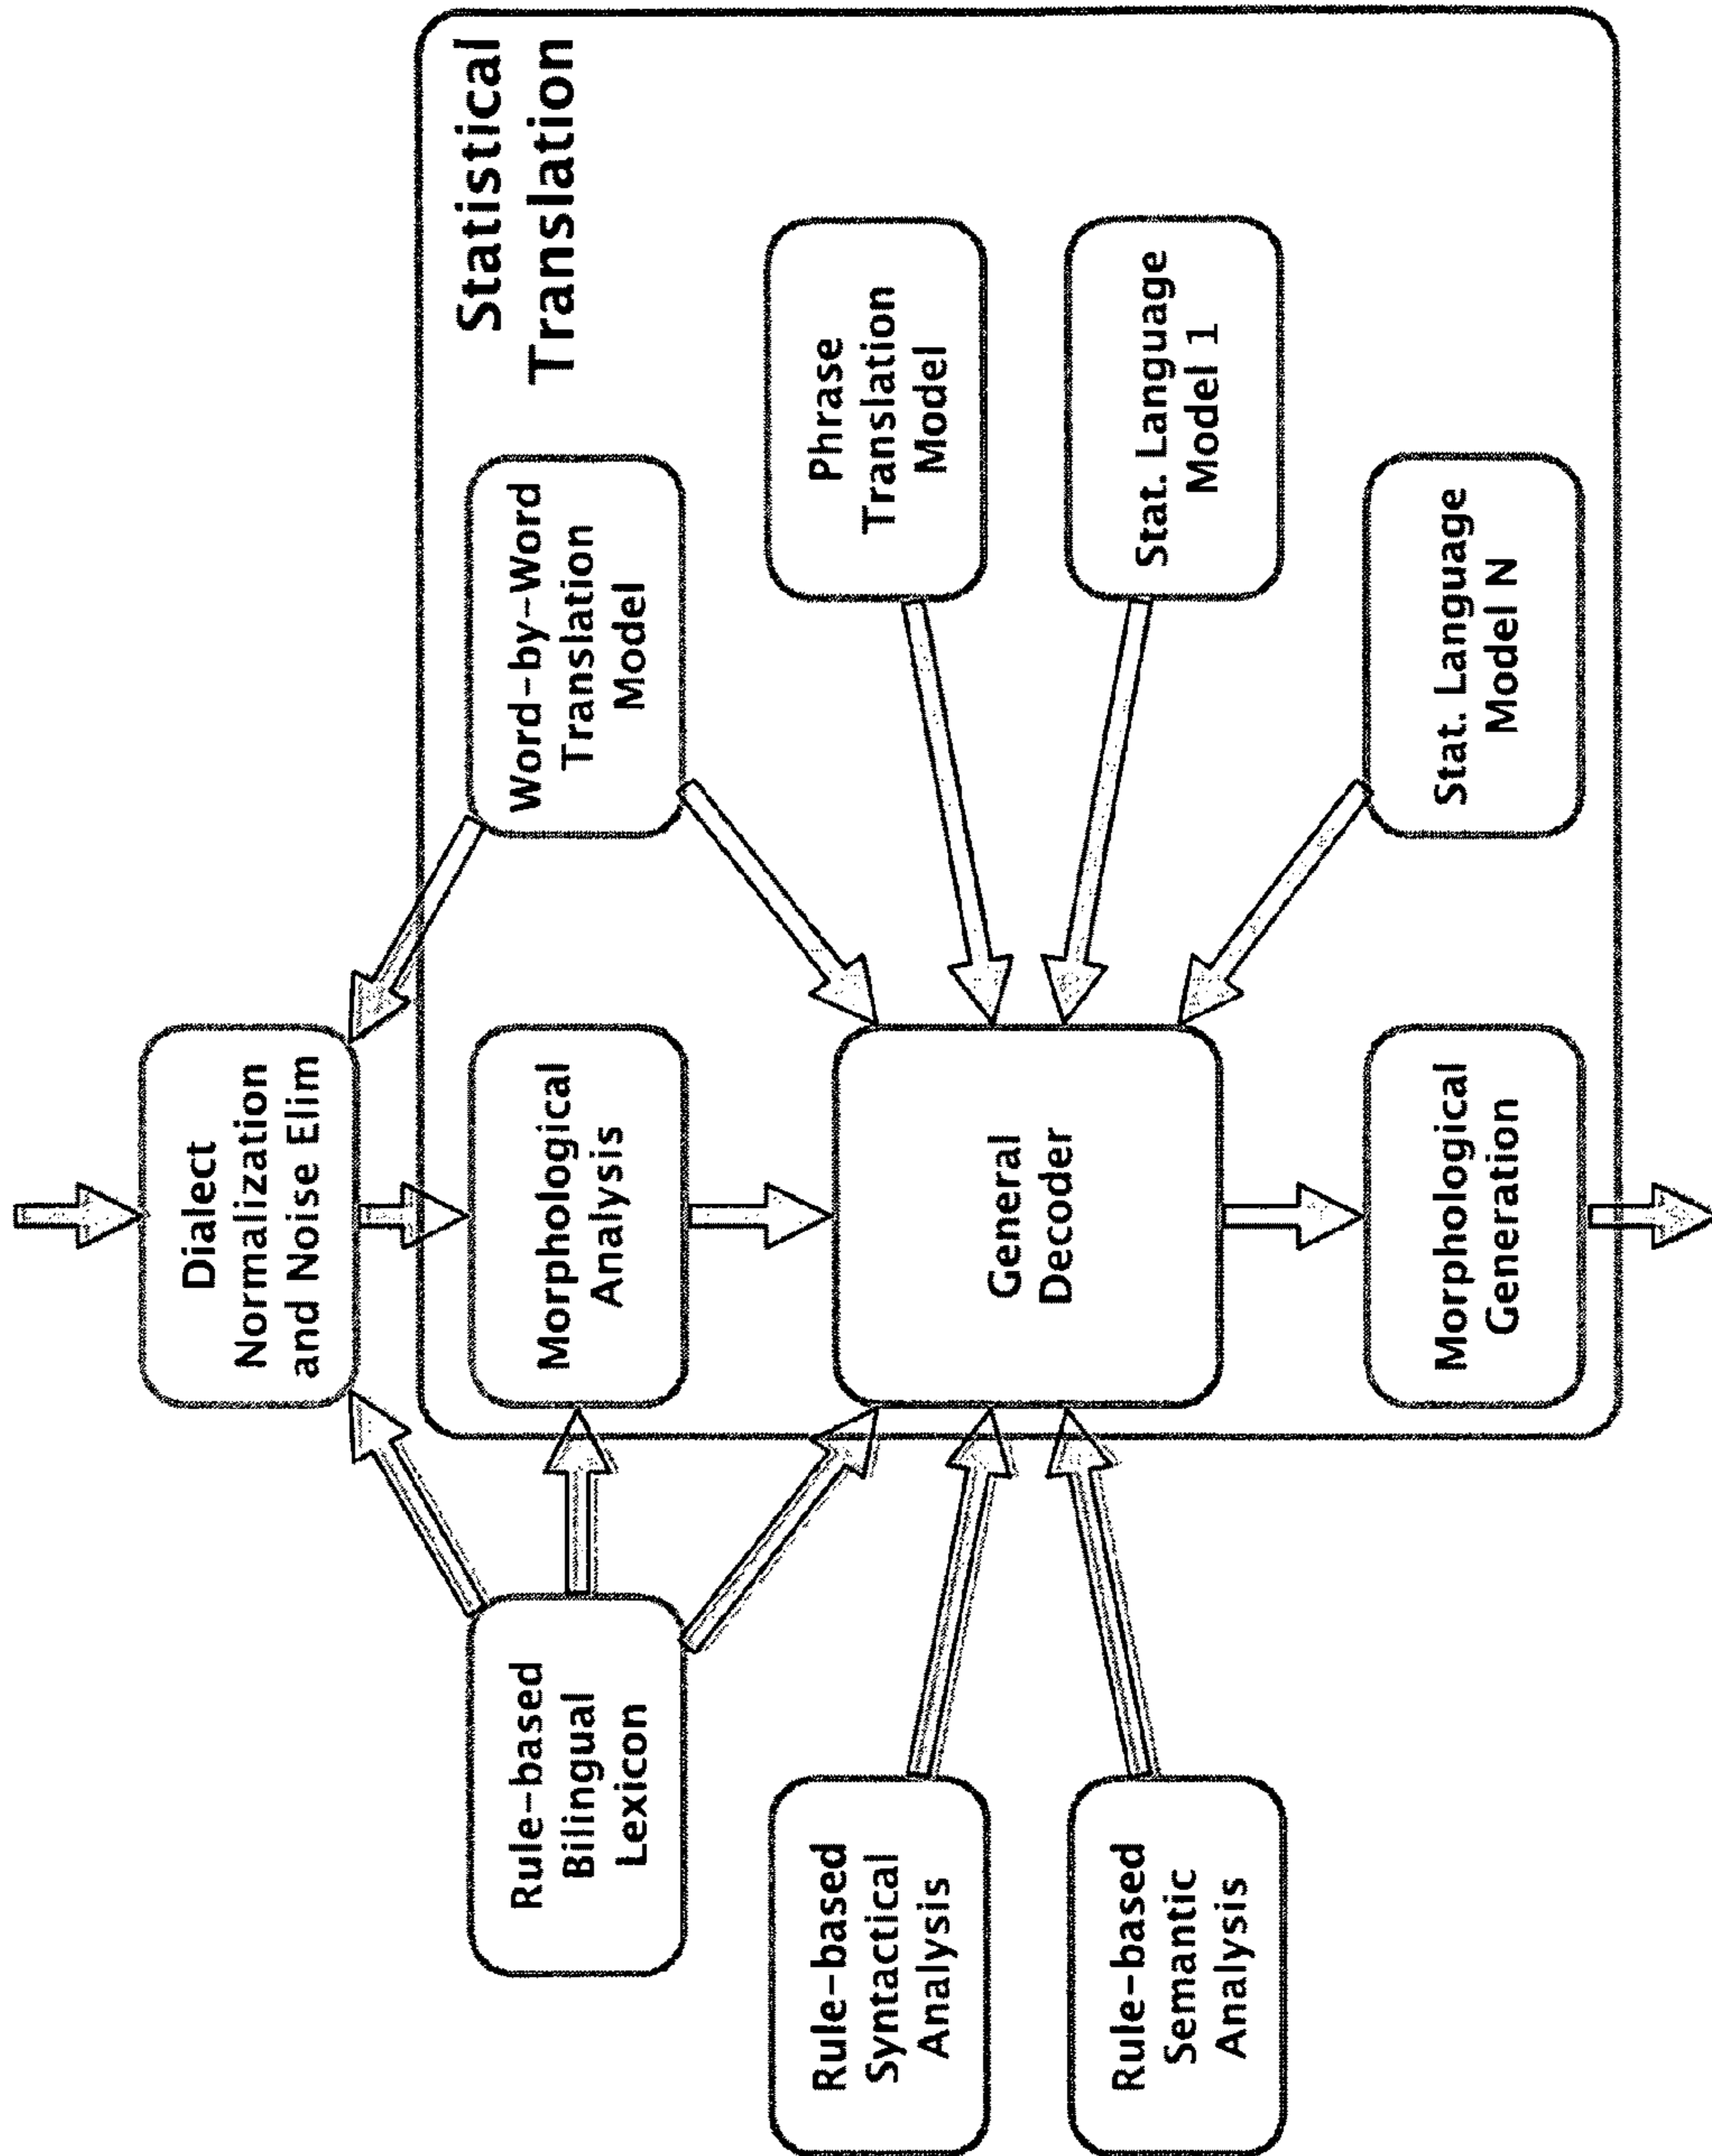 Statistical
Translation
Dialect
Normalization
and Noise Elim
Rule-based
Bilingual
Lexicon
Morphological
Analysis
Word-by-Word
Translation
Model
Rule-based
Syntactical
Analysis
General
Decoder
Phrase
Translation
Model
Rule-based
Semantic
Analysis
Stat. Language
Model 1
Morphological
Generation
Stat. Language
Model N